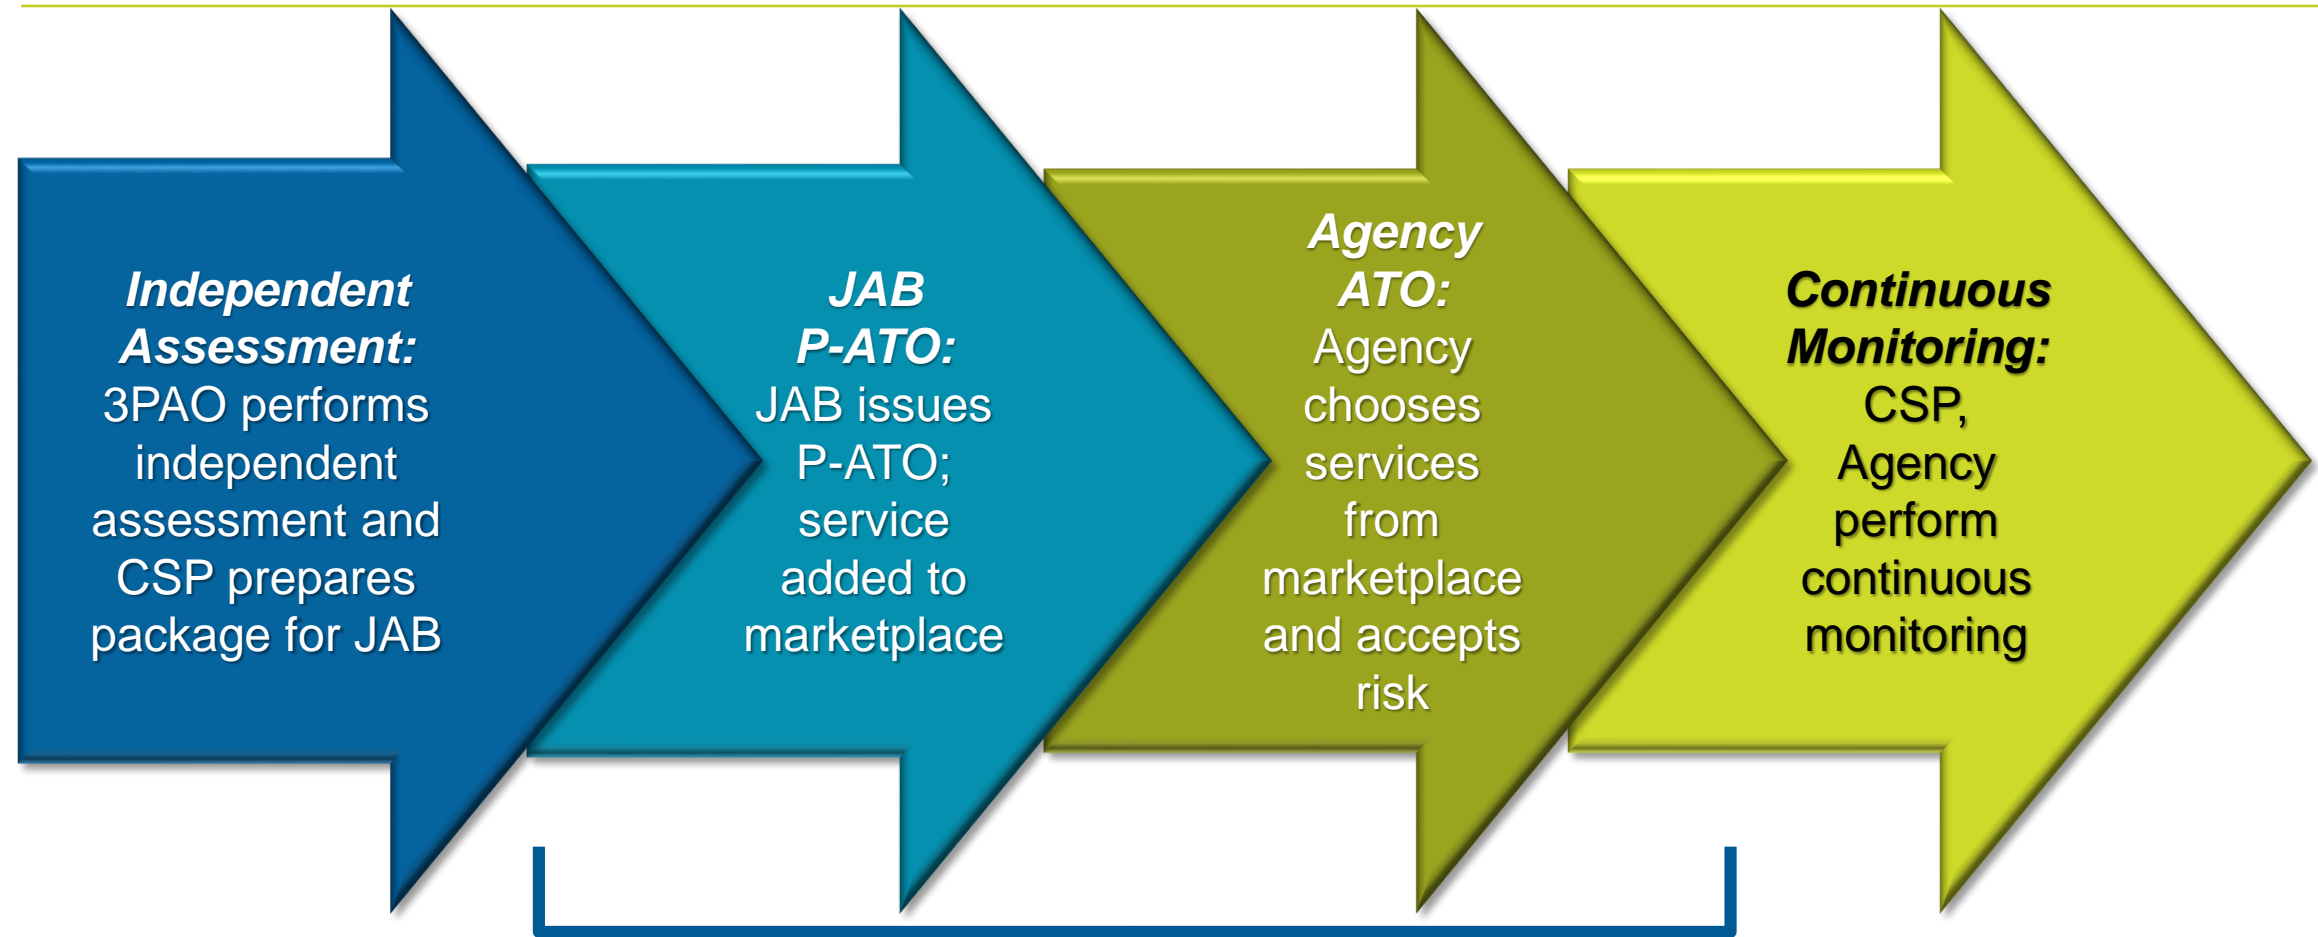 Independent
Assessment:
3PAO performs
independent
assessment and
CSP prepares
package for JAB
JAB
P-ATO:
JAB issues
P-ATO;
service
added to
marketplace
Agency
ATO:
Agency
chooses
services
from
marketplace
and accepts
risk
Continuous
Monitoring:
CSP,
Agency
perform
continuous
monitoring